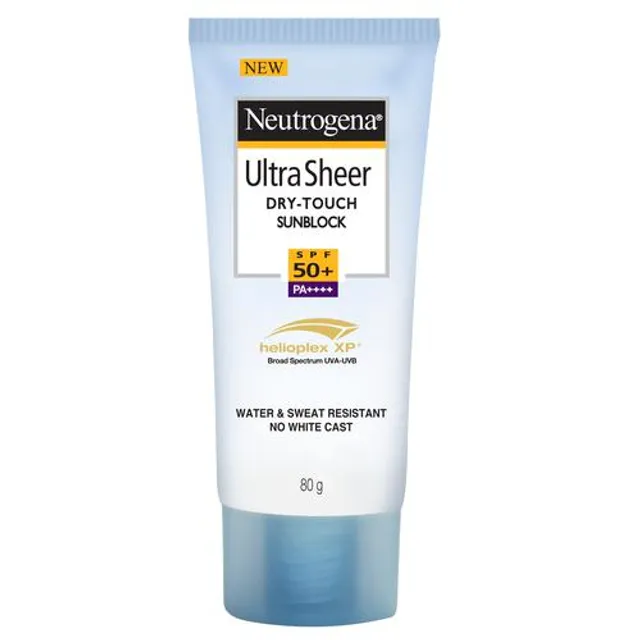 NEW
Neutrogena®
Ultra Sheer
DRY-TOUCH
SUNBLOCK
SPF
50+
PA++++
helioplex XP®
Broad Spectrum UVA-UVB
WATER & SWEAT RESISTANT
NO WHITE CAST
80 g